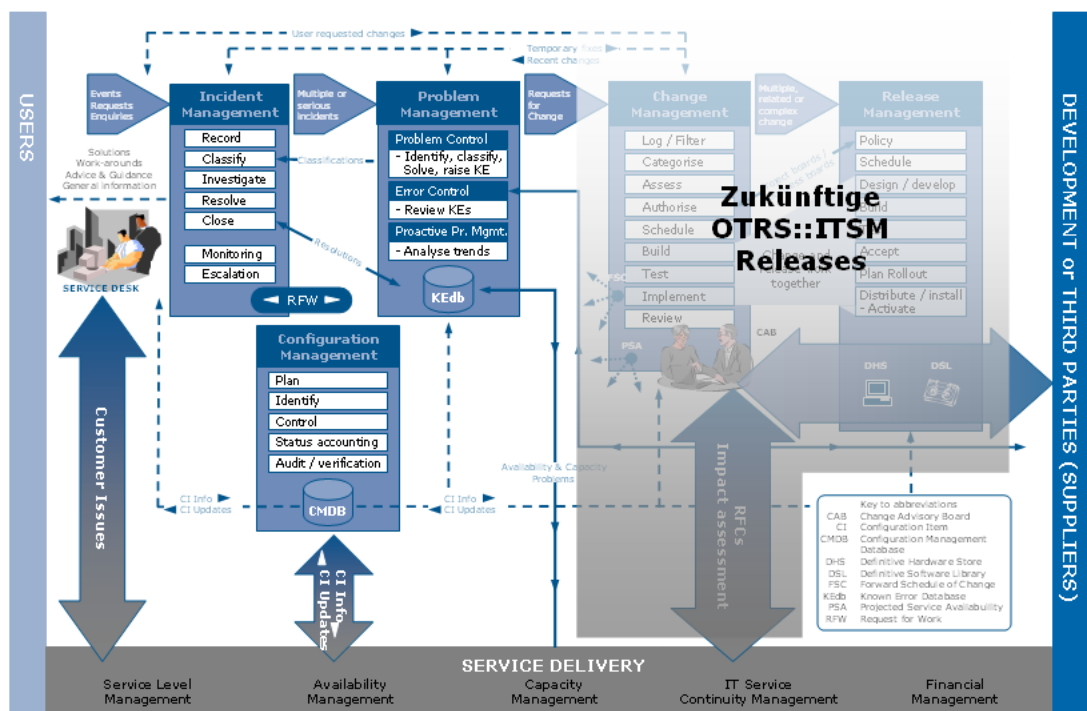 USERS
User requested changes
Temporary fixes
Recent changes
Events
Requests
Enquiries
Incident
Management
Record
Classify
Investigate
Resolve
Close
Monitoring
Escalation
Multiple or
serious
incidents
Problem
Management
Problem Control
- Identify, classify,
Solve, raise KE
Error Control
- Review KEs
Proactive Pr. Mgmt.
- Analyse trends
KEdb
Requests
for
Change
Change
Management
Log / Filter
Categorise
Assess
Authorise
Schedule
Build
Test
Implement
Review
Multiple,
related or
complex
change
Release
Management
Policy
Schedule
Design / develop
Build
Accept
Plan Rollout
Distribute / install
- Activate
Zukünftige
OTRS::ITSM
Releases
Change and
release work
together
Solutions
Work-arounds
Advice & Guidance
General information
SERVICE DESK
Classifications
Resolutions
RFW
FSC
PSA
CAB
DHS
DSL
Configuration
Management
Plan
Identify
Control
Status accounting
Audit / verification
CMDB
CI Info
CI Updates
CI Info
CI Updates
Availability & Capacity
Problems
Customer Issues
CI Info
CI Updates
RFCs
Impact assessment
Key to abbreviations
CAB Change Advisory Board
CI Configuration Item
CMDB Configuration Management
Database
DHS Definitive Hardware Store
DSL Definitive Software Library
FSC Forward Schedule of Change
KEdb Known Error Database
PSA Projected Service Availabuility
RFW Request for Work
DEVELOPMENT or THIRD PARTIES (SUPPLIERS)
SERVICE DELIVERY
Service Level
Management
Availability
Management
Capacity
Management
IT Service
Continuity Management
Financial
Management